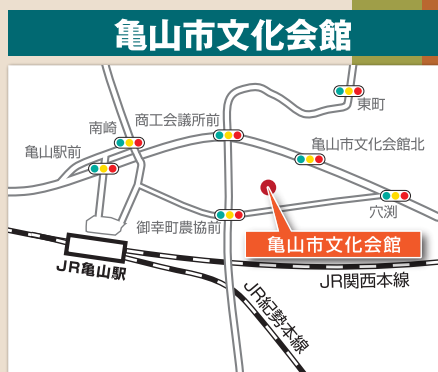 亀山市文化会館
東町
商工会議所前
南崎
亀山市文化会館北
亀山駅前
穴渕
御幸町農協前
亀山市文化会館
JR亀山駅
JR関西本線
JR紀勢本線